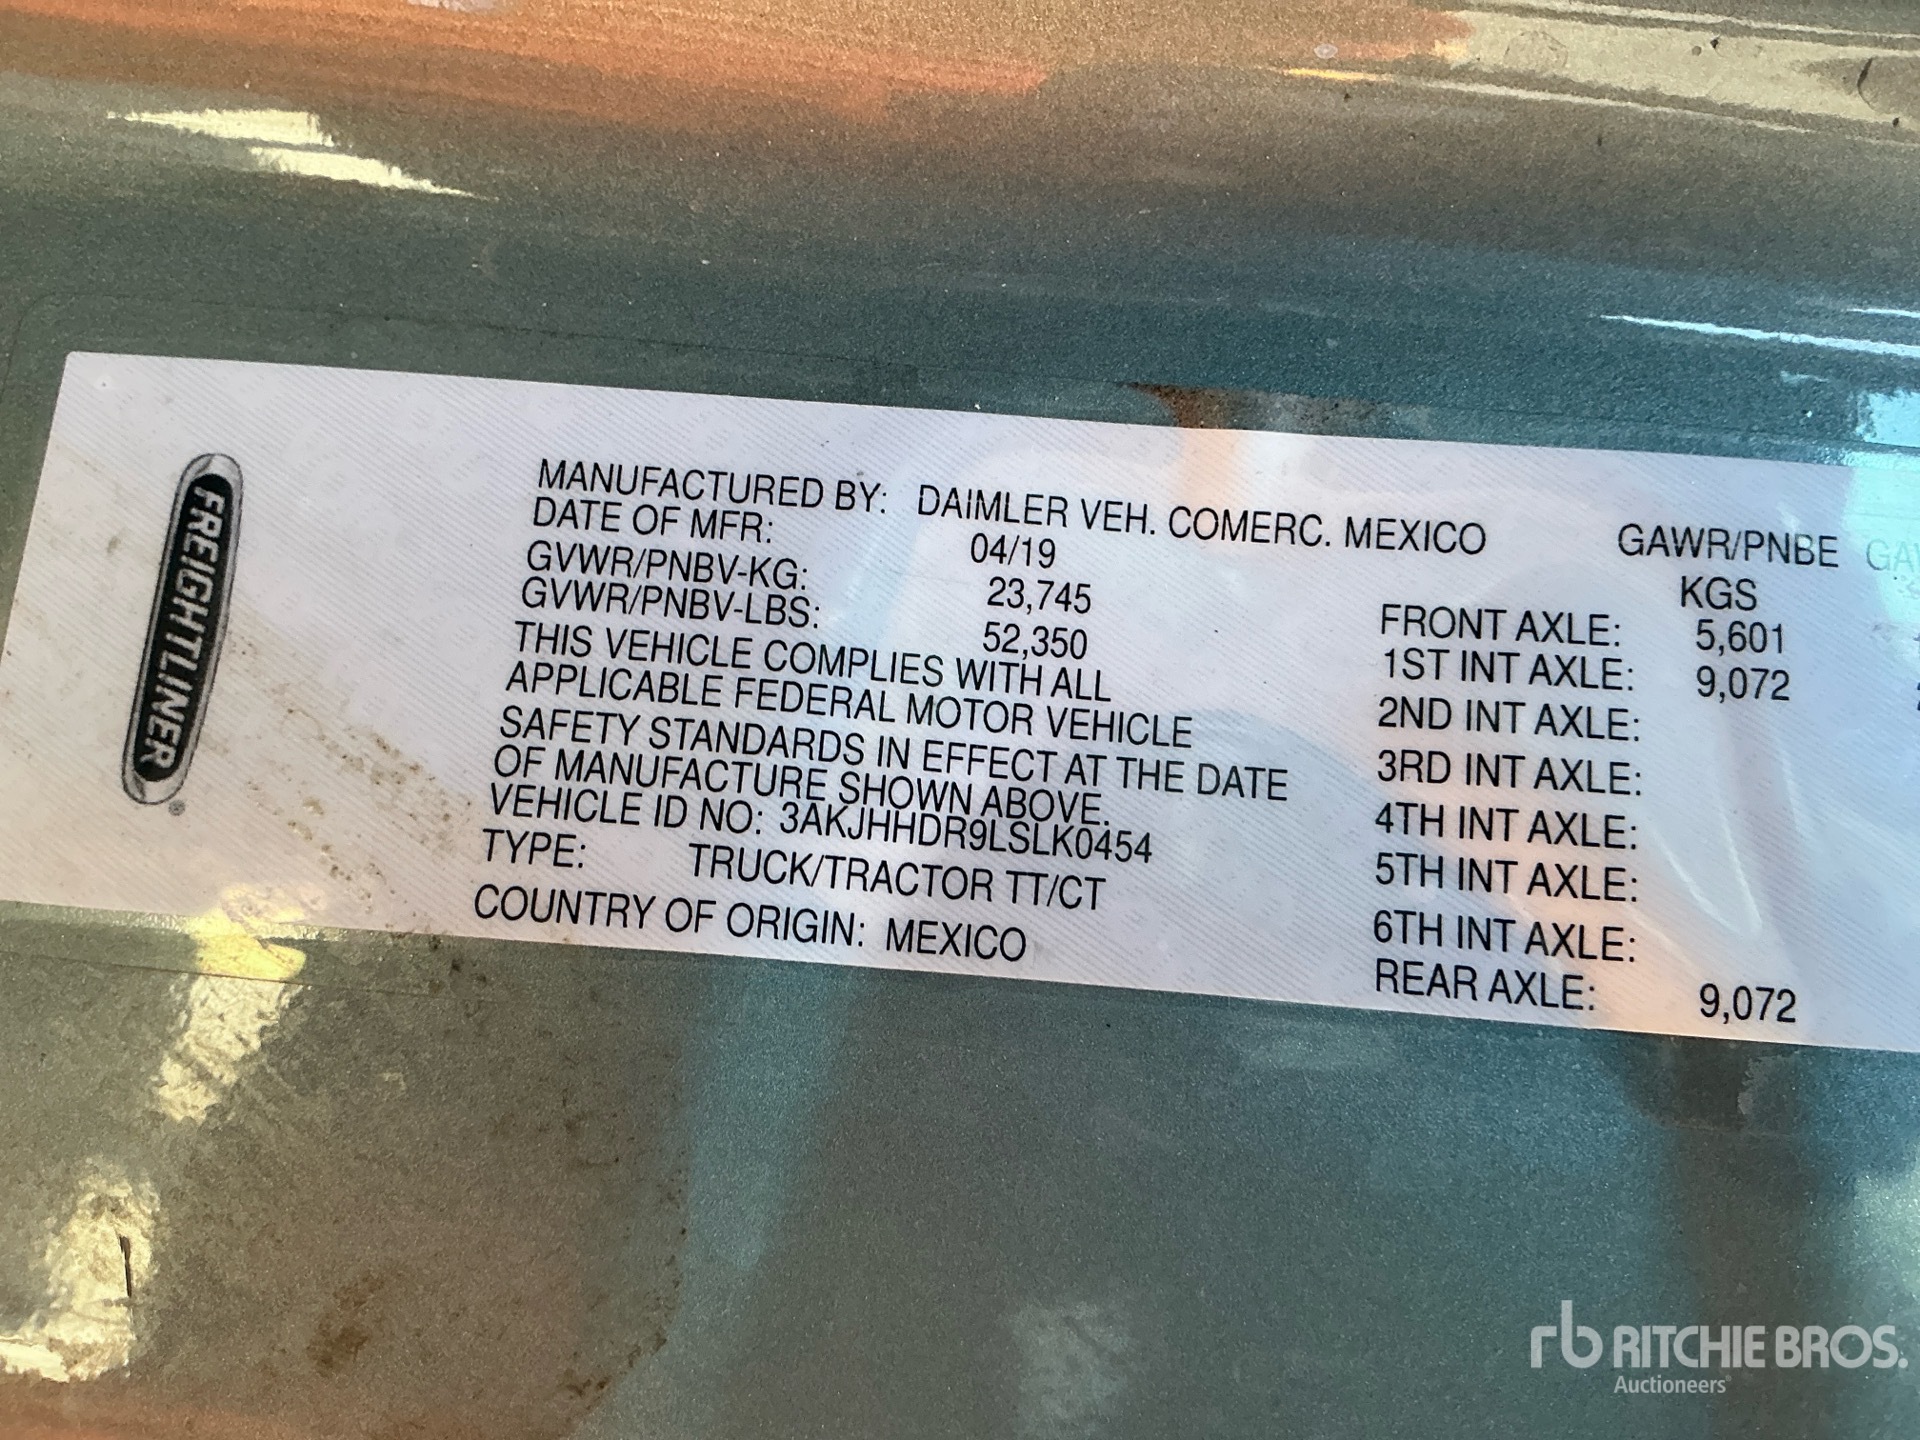 FREIGHTLINER®
MANUFACTURED BY: DAIMLER VEH. COMERC. MEXICO
DATE OF MFR: 04/19
GVWR/PNBV-KG: 23,745
GVWR/PNBV-LBS: 52,350
THIS VEHICLE COMPLIES WITH ALL
APPLICABLE FEDERAL MOTOR VEHICLE
SAFETY STANDARDS IN EFFECT AT THE DATE
OF MANUFACTURE SHOWN ABOVE.
VEHICLE ID NO: 3AKJHHDR9LSLK0454
TYPE: TRUCK/TRACTOR TT/CT
COUNTRY OF ORIGIN: MEXICO
GAWR/PNBE
KGS
FRONT AXLE: 5,601
1ST INT AXLE: 9,072
2ND INT AXLE:
3RD INT AXLE:
4TH INT AXLE:
5TH INT AXLE:
6TH INT AXLE:
REAR AXLE: 9,072
rb RITCHIE BROS.
Auctioneers